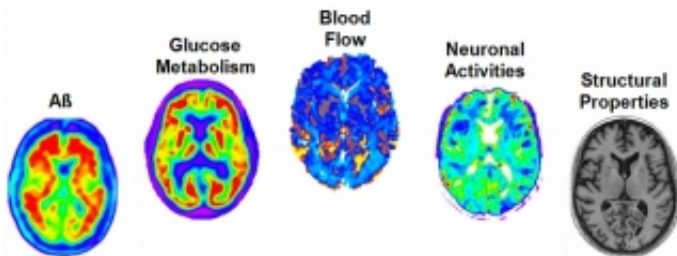 Aß
Glucose
Metabolism
Blood
Flow
Neuronal
Activities
Structural
Properties